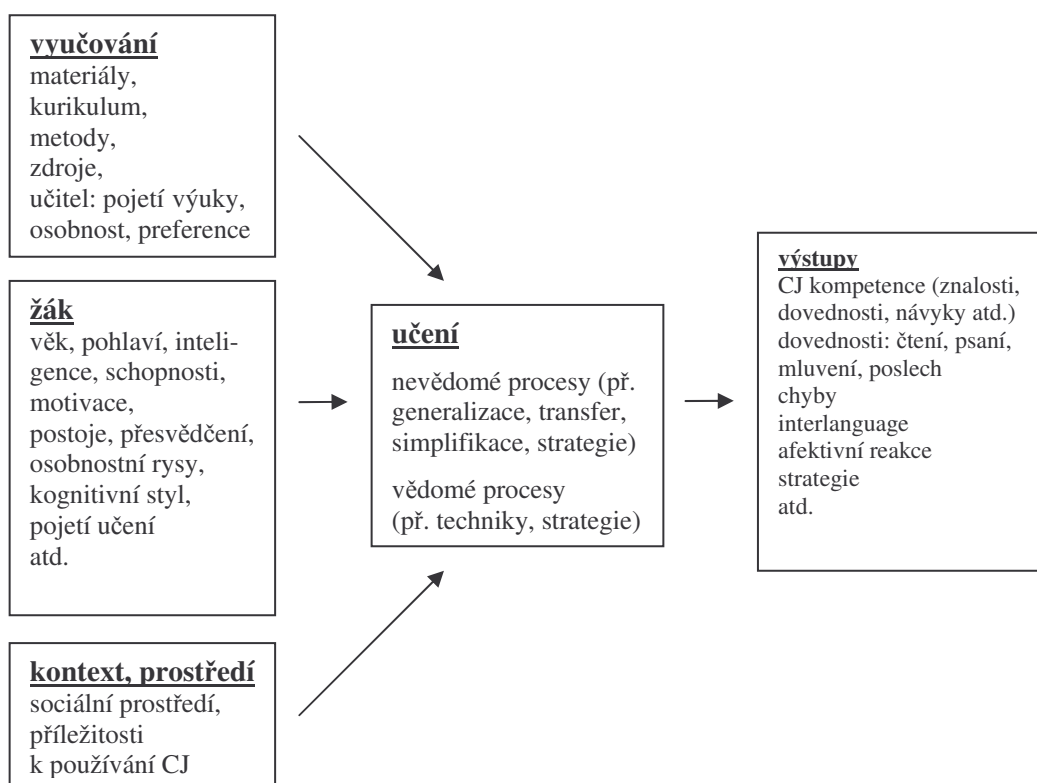 vyučování
materiály,
kurikulum,
metody,
zdroje,
učitel: pojetí výuky,
osobnost, preference
žák
věk, pohlaví, inteli-
gence, schopnosti,
motivace,
postoje, přesvědčení,
osobnostní rysy,
kognitivní styl,
pojetí učení
atd.
kontext, prostředí
sociální prostředí,
příležitosti
k používání CJ
učení
nevědomé procesy (př.
generalizace, transfer,
simplifikace, strategie)
vědomé procesy
(př. techniky, strategie)
výstupy
CJ kompetence (znalosti,
dovednosti, návyky atd.)
dovednosti: čtení, psaní,
mluvení, poslech
chyby
interlanguage
afektivní reakce
strategie
atd.